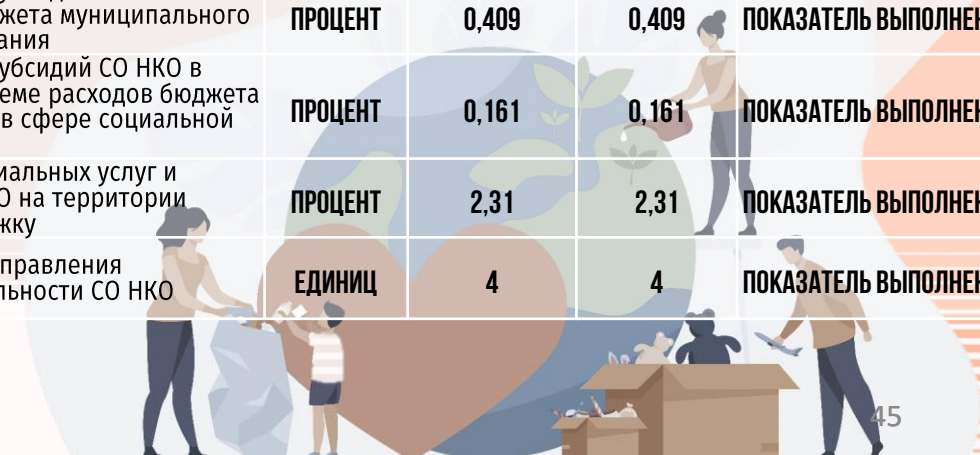 жета муниципального ПРОЦЕНТ 0,409 0,409 ПОКАЗАТЕЛЬ ВЫПОЛНЕН
ания
убсидий СО НКО в
еме расходов бюджета
в сфере социальной ПРОЦЕНТ 0,161 0,161 ПОКАЗАТЕЛЬ ВЫПОЛНЕН
иальных услуг и
О на территории ПРОЦЕНТ 2,31 2,31 ПОКАЗАТЕЛЬ ВЫПОЛНЕН
жку
правления
льности СО НКО ЕДИНИЦ 4 4 ПОКАЗАТЕЛЬ ВЫПОЛНЕН
45